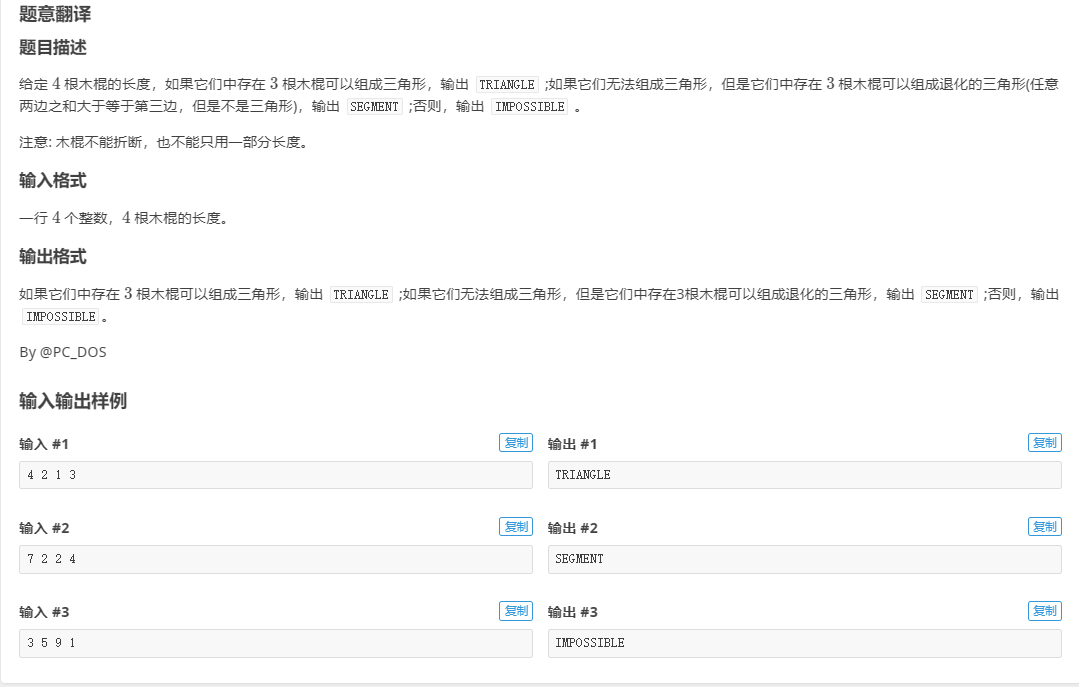 题意翻译
题目描述
给定 4 根木棍的长度，如果它们中存在 3 根木棍可以组成三角形，输出 TRIANGLE ;如果它们无法组成三角形，但是它们中存在 3 根木棍可以组成退化的三角形(任意
两边之和大于等于第三边，但是不是三角形)，输出 SEGMENT ;否则，输出 IMPOSSIBLE 。
注意: 木棍不能折断，也不能只用一部分长度。
输入格式
一行 4 个整数，4 根木棍的长度。
输出格式
如果它们中存在 3 根木棍可以组成三角形，输出 TRIANGLE ;如果它们无法组成三角形，但是它们中存在3根木棍可以组成退化的三角形，输出 SEGMENT ;否则，输出
IMPOSSIBLE 。
By @PC_DOS
输入输出样例
输入 #1 复制 输出 #1 复制
4 2 1 3 TRIANGLE
输入 #2 复制 输出 #2 复制
7 2 2 4 SEGMENT
输入 #3 复制 输出 #3 复制
3 5 9 1 IMPOSSIBLE